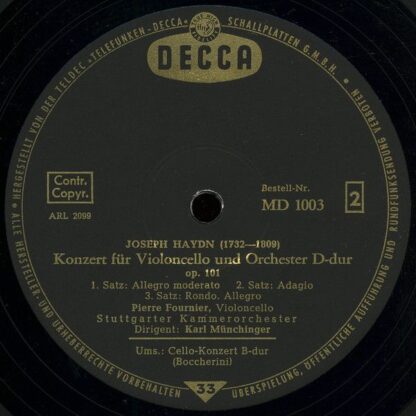 DECCA
HERGESTELLT VON DER TELDEC „TELEFUNKEN-DECCA" SCHALLPLATTEN G.M.B.H.
ALLE HERSTELLER- UND URHEBERRECHTE VORBEHALTEN
ÜBERSPIELUNG, ÖFFENTLICHE AUFFÜHRUNG UND RUNDFUNKSENDUNG VERBOTEN
Contr.
Copyr.
ARL 2099
Bestell-Nr.
MD 1003
2
JOSEPH HAYDN (1732—1809)
Konzert für Violoncello und Orchester D-dur
op. 101
1. Satz: Allegro moderato 2. Satz: Adagio
3. Satz: Rondo. Allegro
Pierre Fournier, Violoncello
Stuttgarter Kammerorchester
Dirigent: Karl Münchinger
Ums.: Cello-Konzert B-dur
(Boccherini)
33